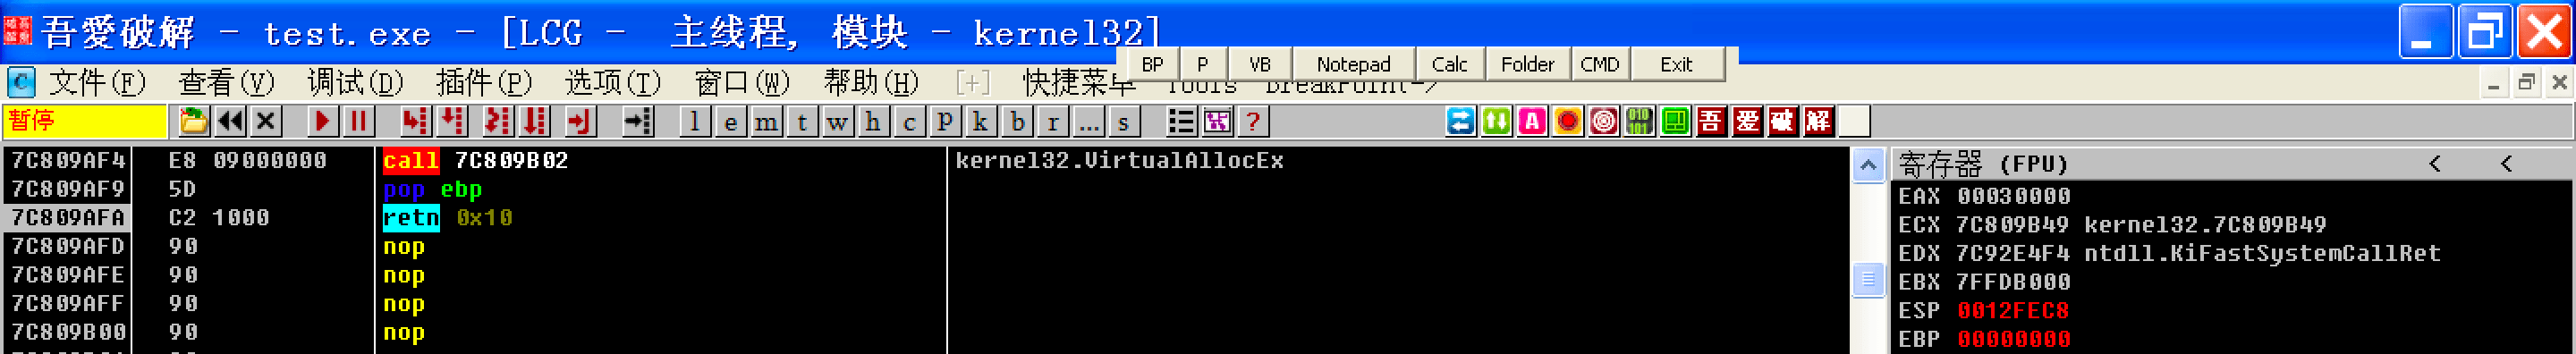 吾愛破解 - test.exe - [LCG - 主线程, 模块 - kernel32]
BP P VB Notepad Calc Folder CMD Exit
文件(F) 查看(V) 调试(D) 插件(P) 选项(T) 窗口(W) 帮助(H) [+] 快捷菜单 Tools BreakPoint->
暂停 l e m t w h c P k b r ... s ? 吾 爱 破 解
7C809AF4 E8 09000000 call 7C809B02 kernel32.VirtualAllocEx
7C809AF9 5D pop ebp
7C809AFA C2 1000 retn 0x10
7C809AFD 90 nop
7C809AFE 90 nop
7C809AFF 90 nop
7C809B00 90 nop
寄存器 (FPU) < <
EAX 00030000
ECX 7C809B49 kernel32.7C809B49
EDX 7C92E4F4 ntdll.KiFastSystemCallRet
EBX 7FFDB000
ESP 0012FEC8
EBP 00000000